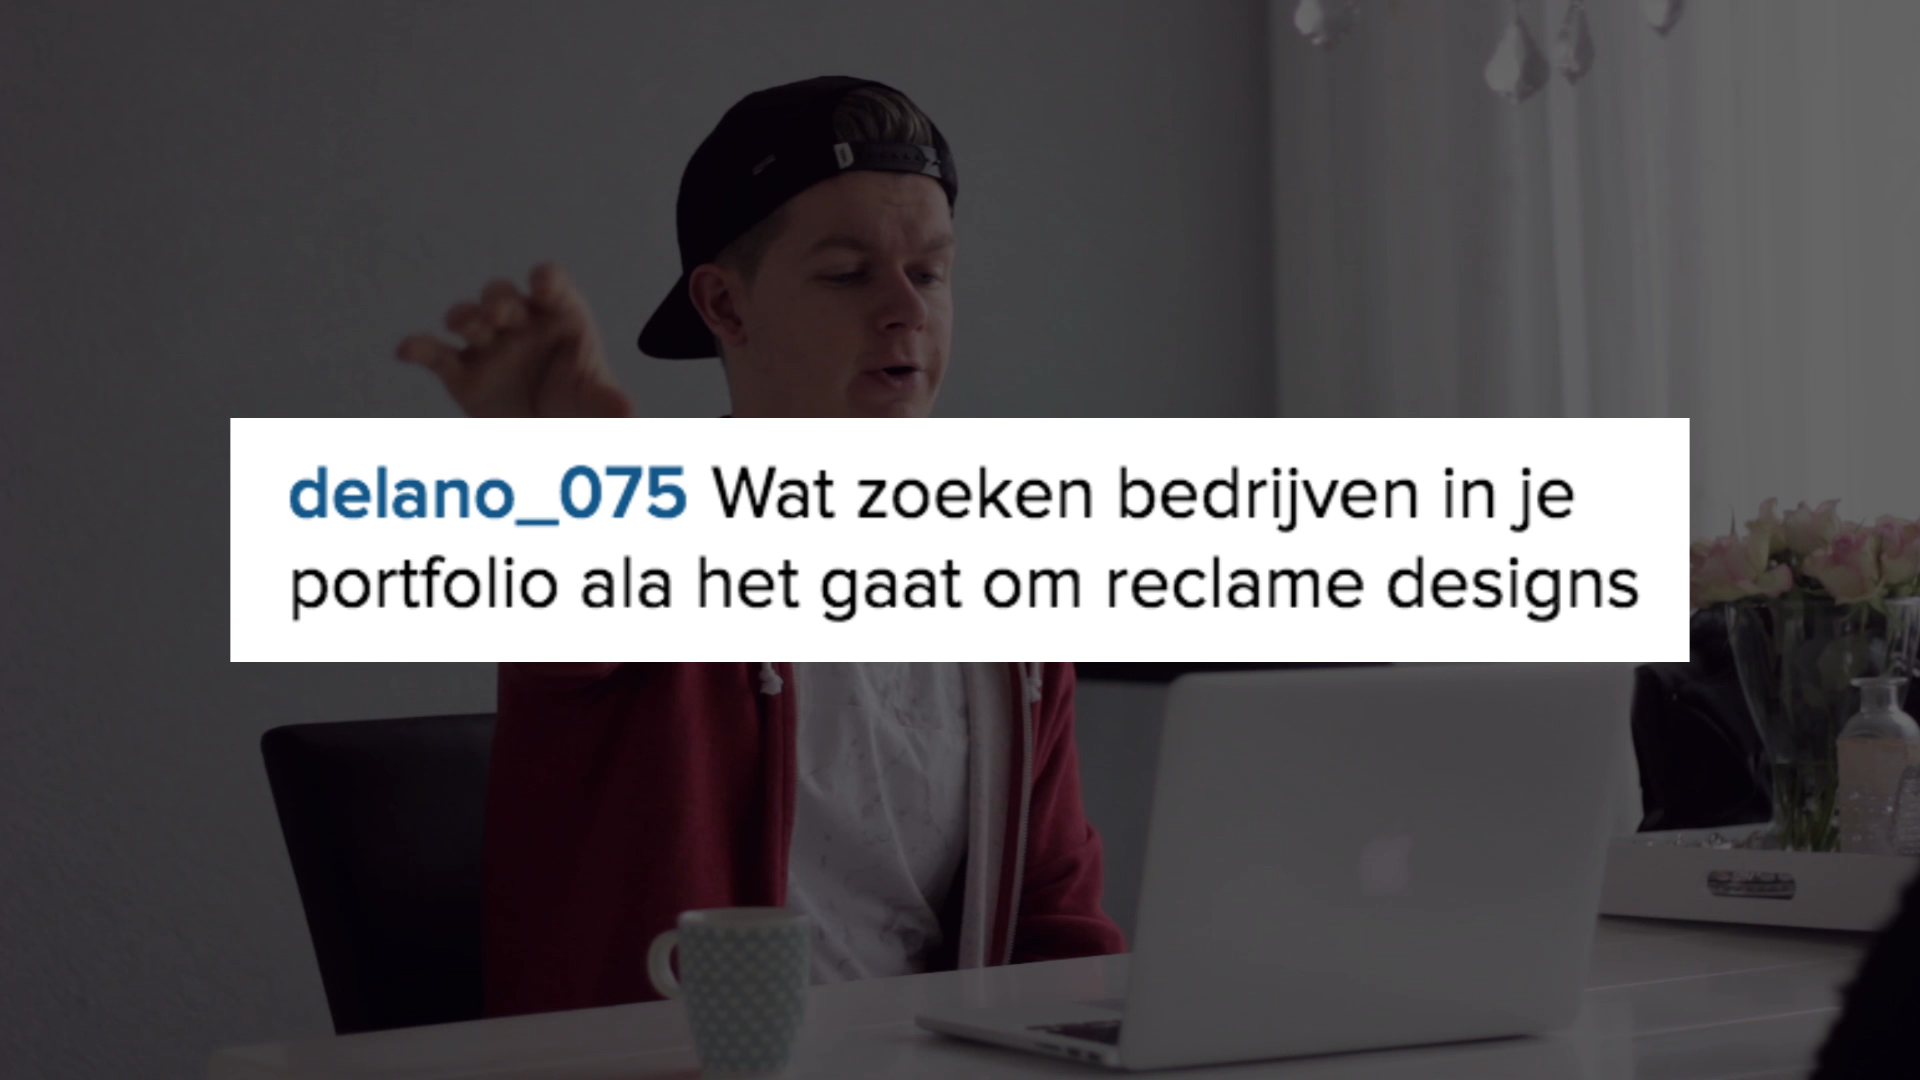 delano_075 Wat zoeken bedrijven in je
portfolio ala het gaat om reclame designs